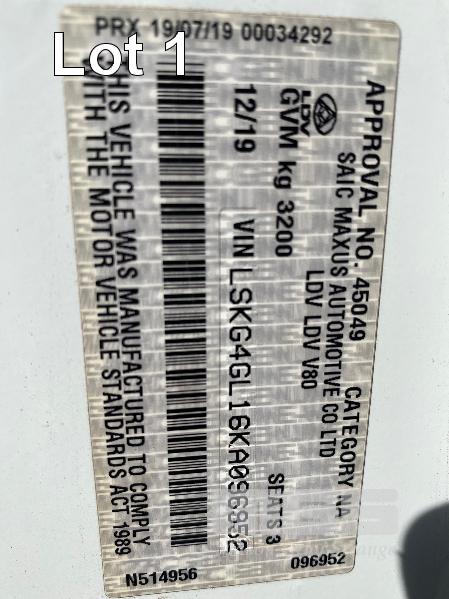 Lot 1
PRX 19/07/19 00034292
APPROVAL NO. 45049 CATEGORY NA
SAIC MAXUS AUTOMOTIVE CO LTD
LDV LDV V80
LDV
GVM kg 3200 SEATS 3
12/19 VIN LSKG4GL16KA096952
THIS VEHICLE WAS MANUFACTURED TO COMPLY
WITH THE MOTOR VEHICLE STANDARDS ACT 1989
N514956
096952